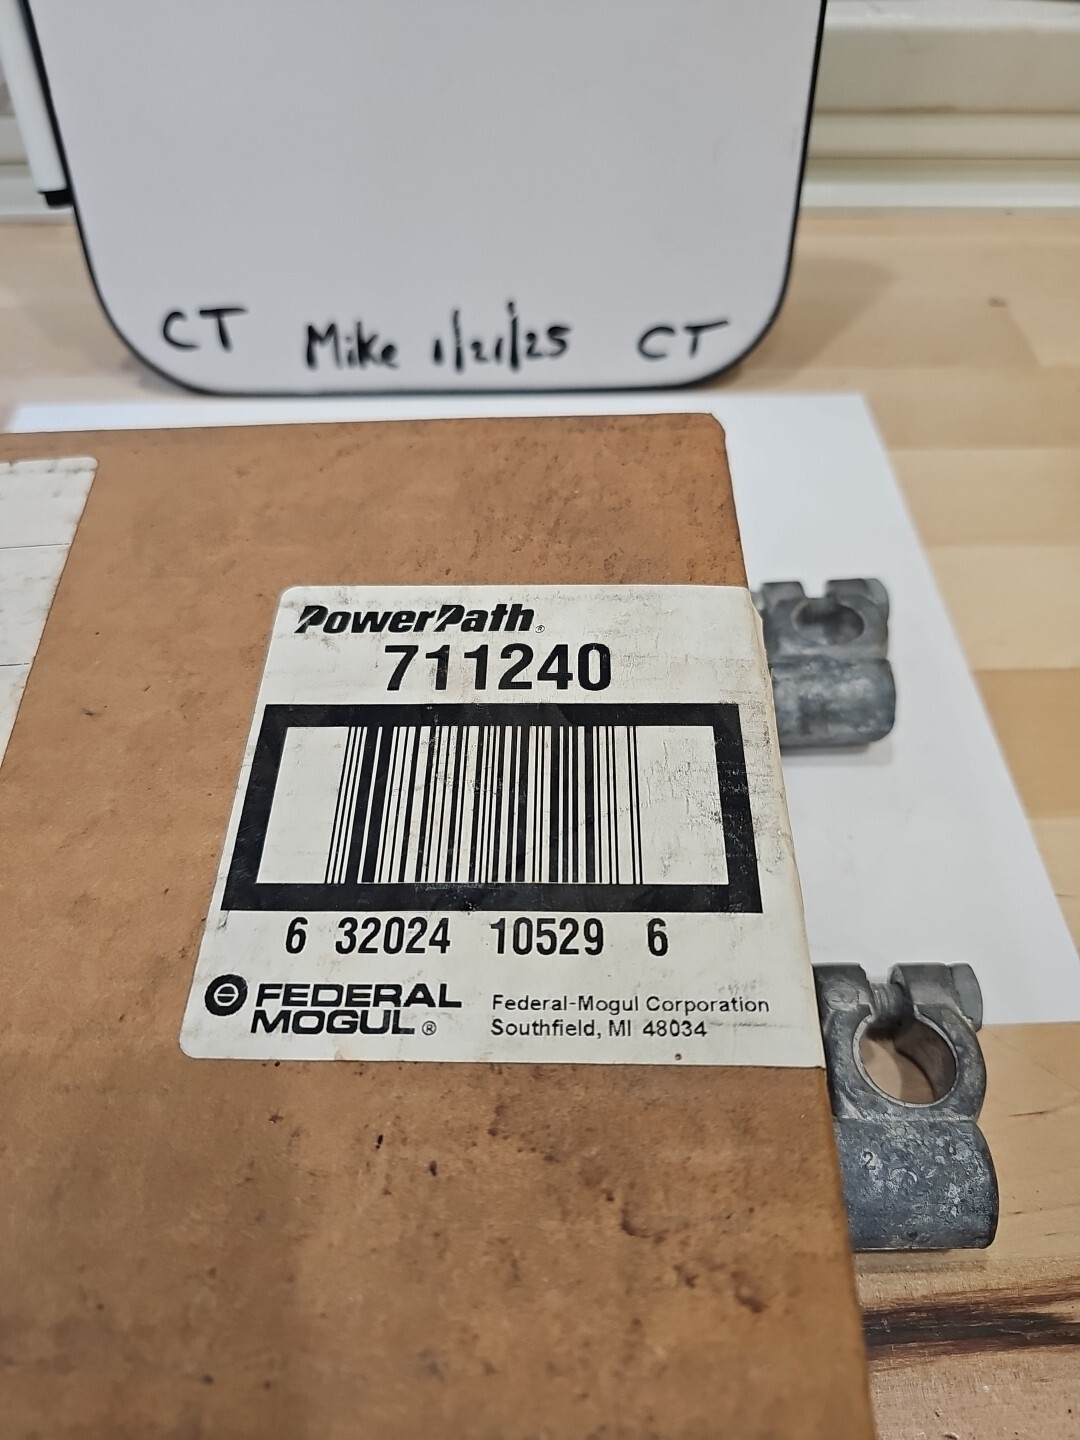 CT Mike 1/21/25 CT
PowerPath®
711240
6 32024 10529 6
FEDERAL
MOGUL®
Federal-Mogul Corporation
Southfield, MI 48034
2